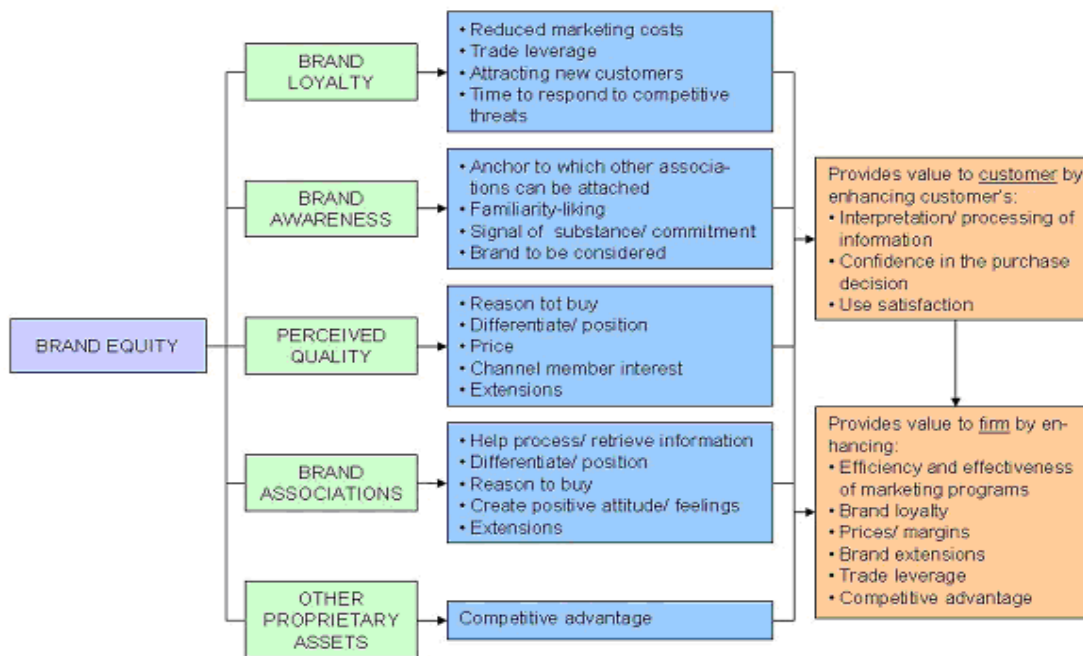 BRAND EQUITY
BRAND
LOYALTY
• Reduced marketing costs
• Trade leverage
• Attracting new customers
• Time to respond to competitive
threats
BRAND
AWARENESS
• Anchor to which other associa-
tions can be attached
• Familiarity-liking
• Signal of substance/ commitment
• Brand to be considered
PERCEIVED
QUALITY
• Reason tot buy
• Differentiate/ position
• Price
• Channel member interest
• Extensions
BRAND
ASSOCIATIONS
• Help process/ retrieve information
• Differentiate/ position
• Reason to buy
• Create positive attitude/ feelings
• Extensions
OTHER
PROPRIETARY
ASSETS
Competitive advantage
Provides value to customer by
enhancing customer's:
• Interpretation/ processing of
information
• Confidence in the purchase
decision
• Use satisfaction
Provides value to firm by en-
hancing:
• Efficiency and effectiveness
of marketing programs
• Brand loyalty
• Prices/ margins
• Brand extensions
• Trade leverage
• Competitive advantage